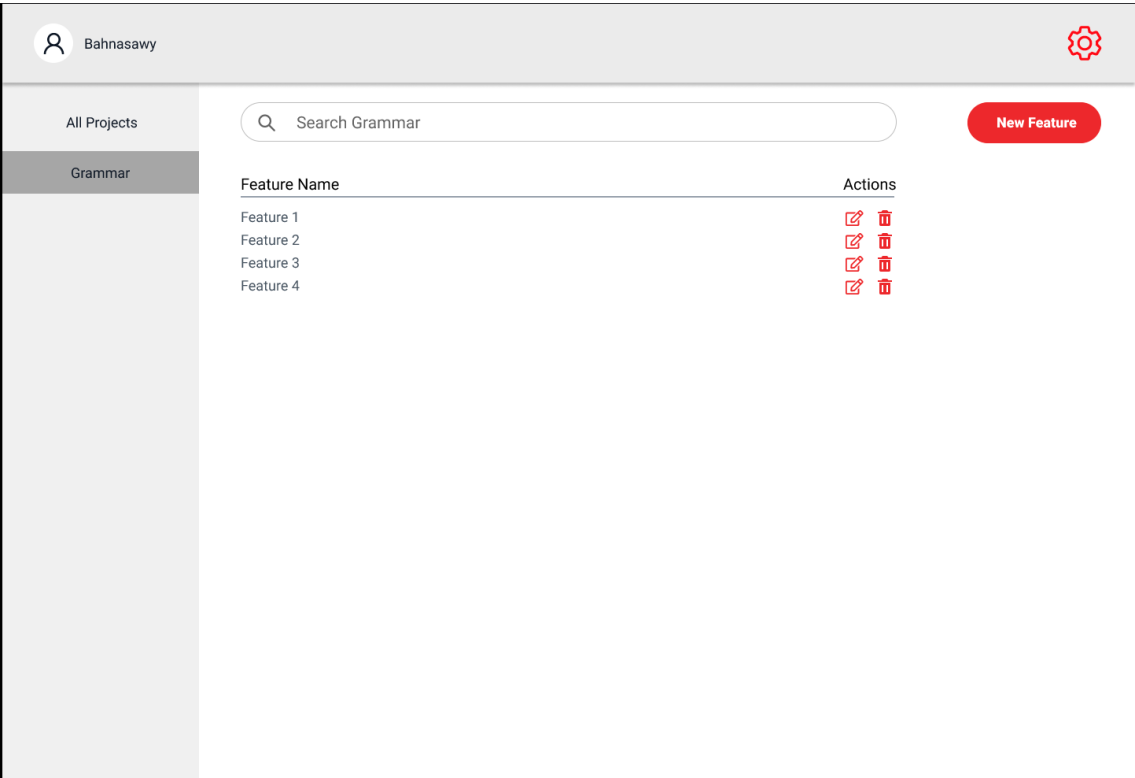 Bahnasawy
All Projects
Grammar
Search Grammar
New Feature
Feature Name Actions
Feature 1
Feature 2
Feature 3
Feature 4